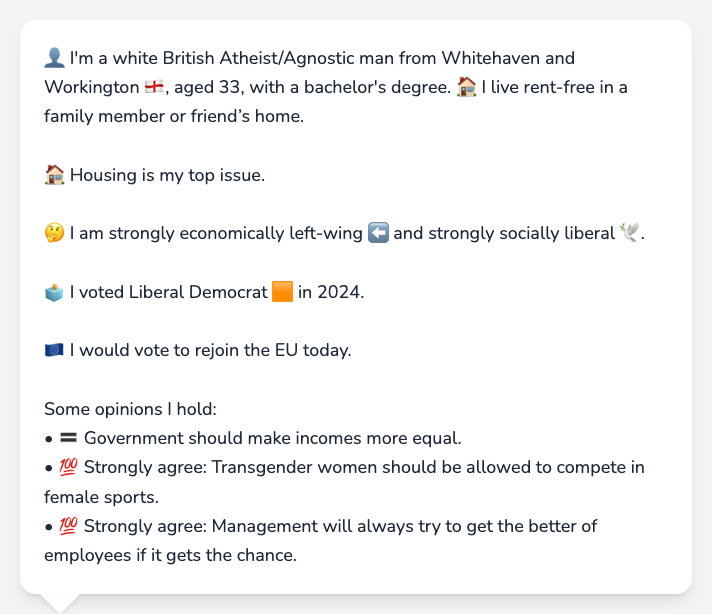 👤 I'm a white British Atheist/Agnostic man from Whitehaven and
Workington 🏴󠁧󠁢󠁥󠁮󠁧󠁿, aged 33, with a bachelor's degree. 🏠 I live rent-free in a
family member or friend’s home.
🏠 Housing is my top issue.
🤔 I am strongly economically left-wing ⬅️ and strongly socially liberal 🕊️.
🗳️ I voted Liberal Democrat 🟧 in 2024.
🇪🇺 I would vote to rejoin the EU today.
Some opinions I hold:
• 🟰 Government should make incomes more equal.
• 💯 Strongly agree: Transgender women should be allowed to compete in
female sports.
• 💯 Strongly agree: Management will always try to get the better of
employees if it gets the chance.